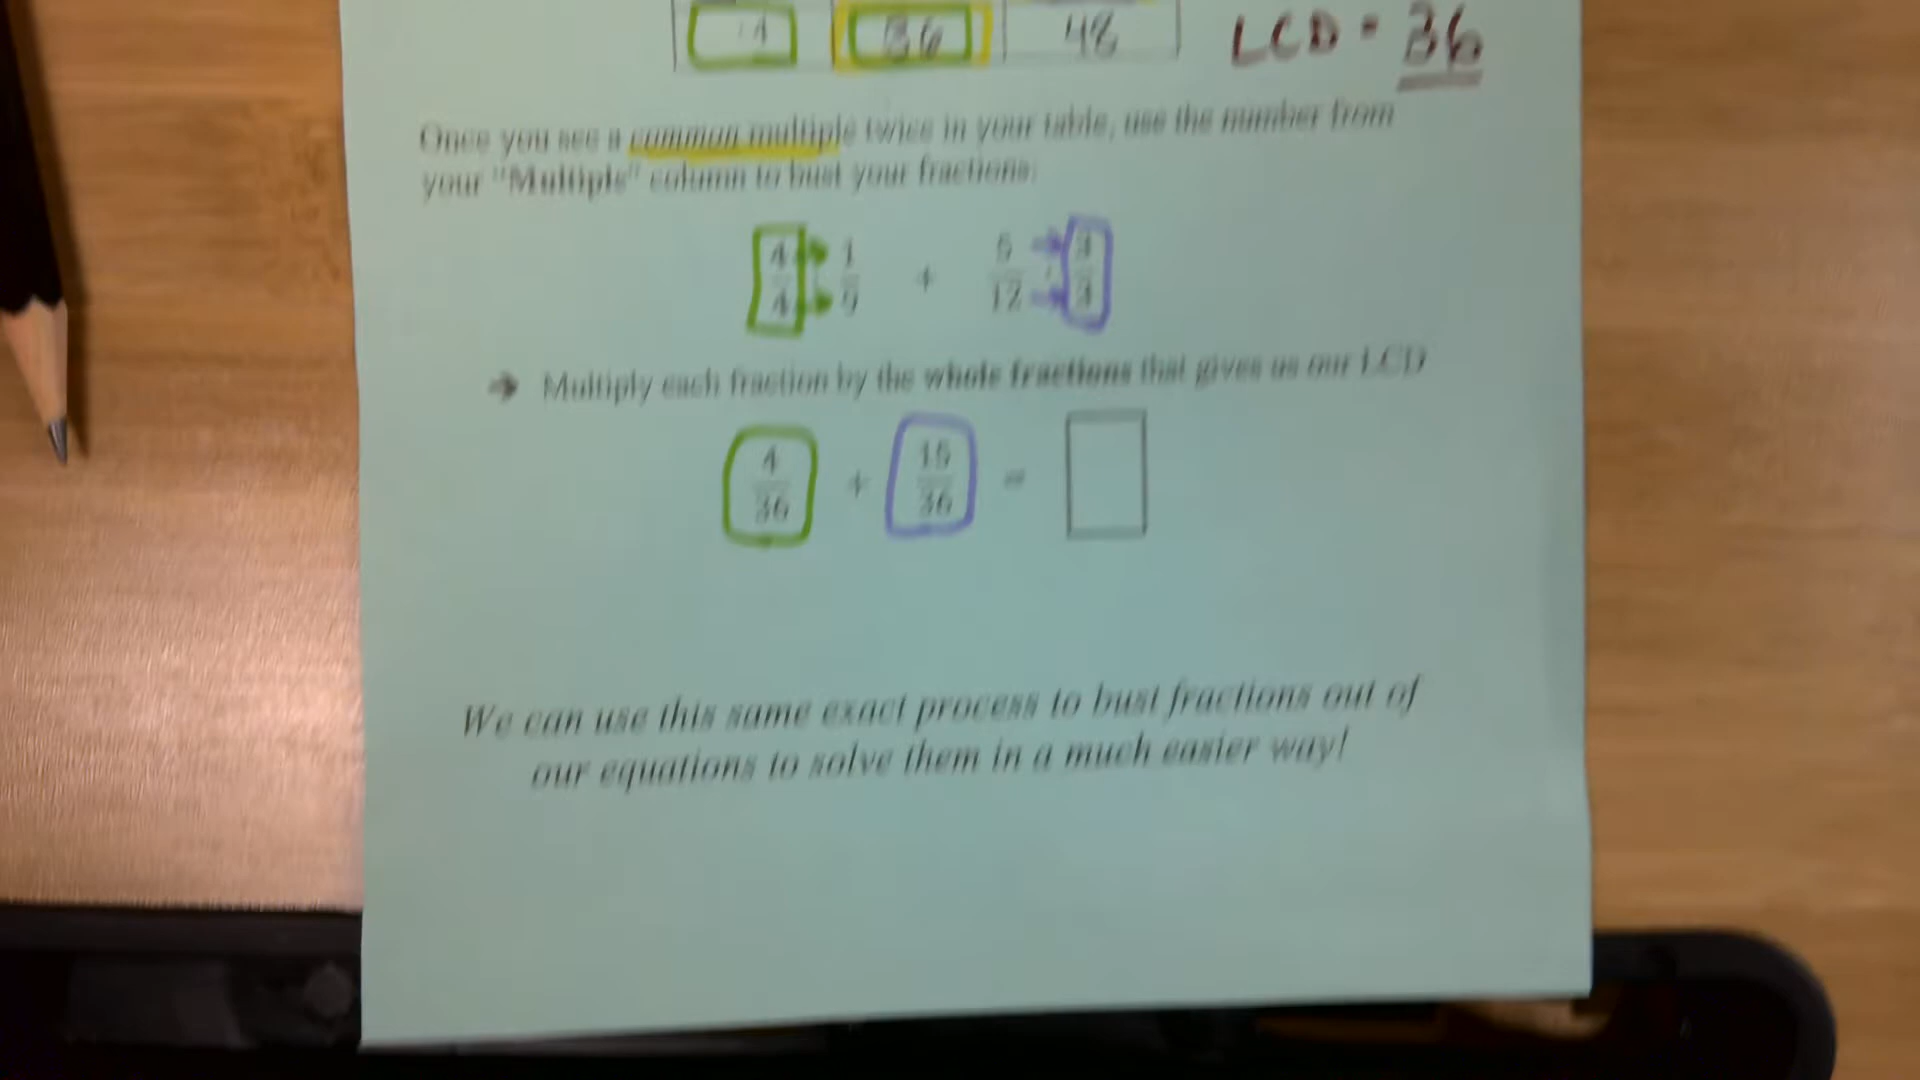 4 36 48 LCD = 36
Once you see a common multiple twice in your table, use the number from
your "Multiple" column to bust your fractions.
4/4 · 1/9 + 5/12 · 3/3
➔ Multiply each fraction by the whole fractions that gives us our LCD
4/36 + 15/36 =
We can use this same exact process to bust fractions out of
our equations to solve them in a much easier way!